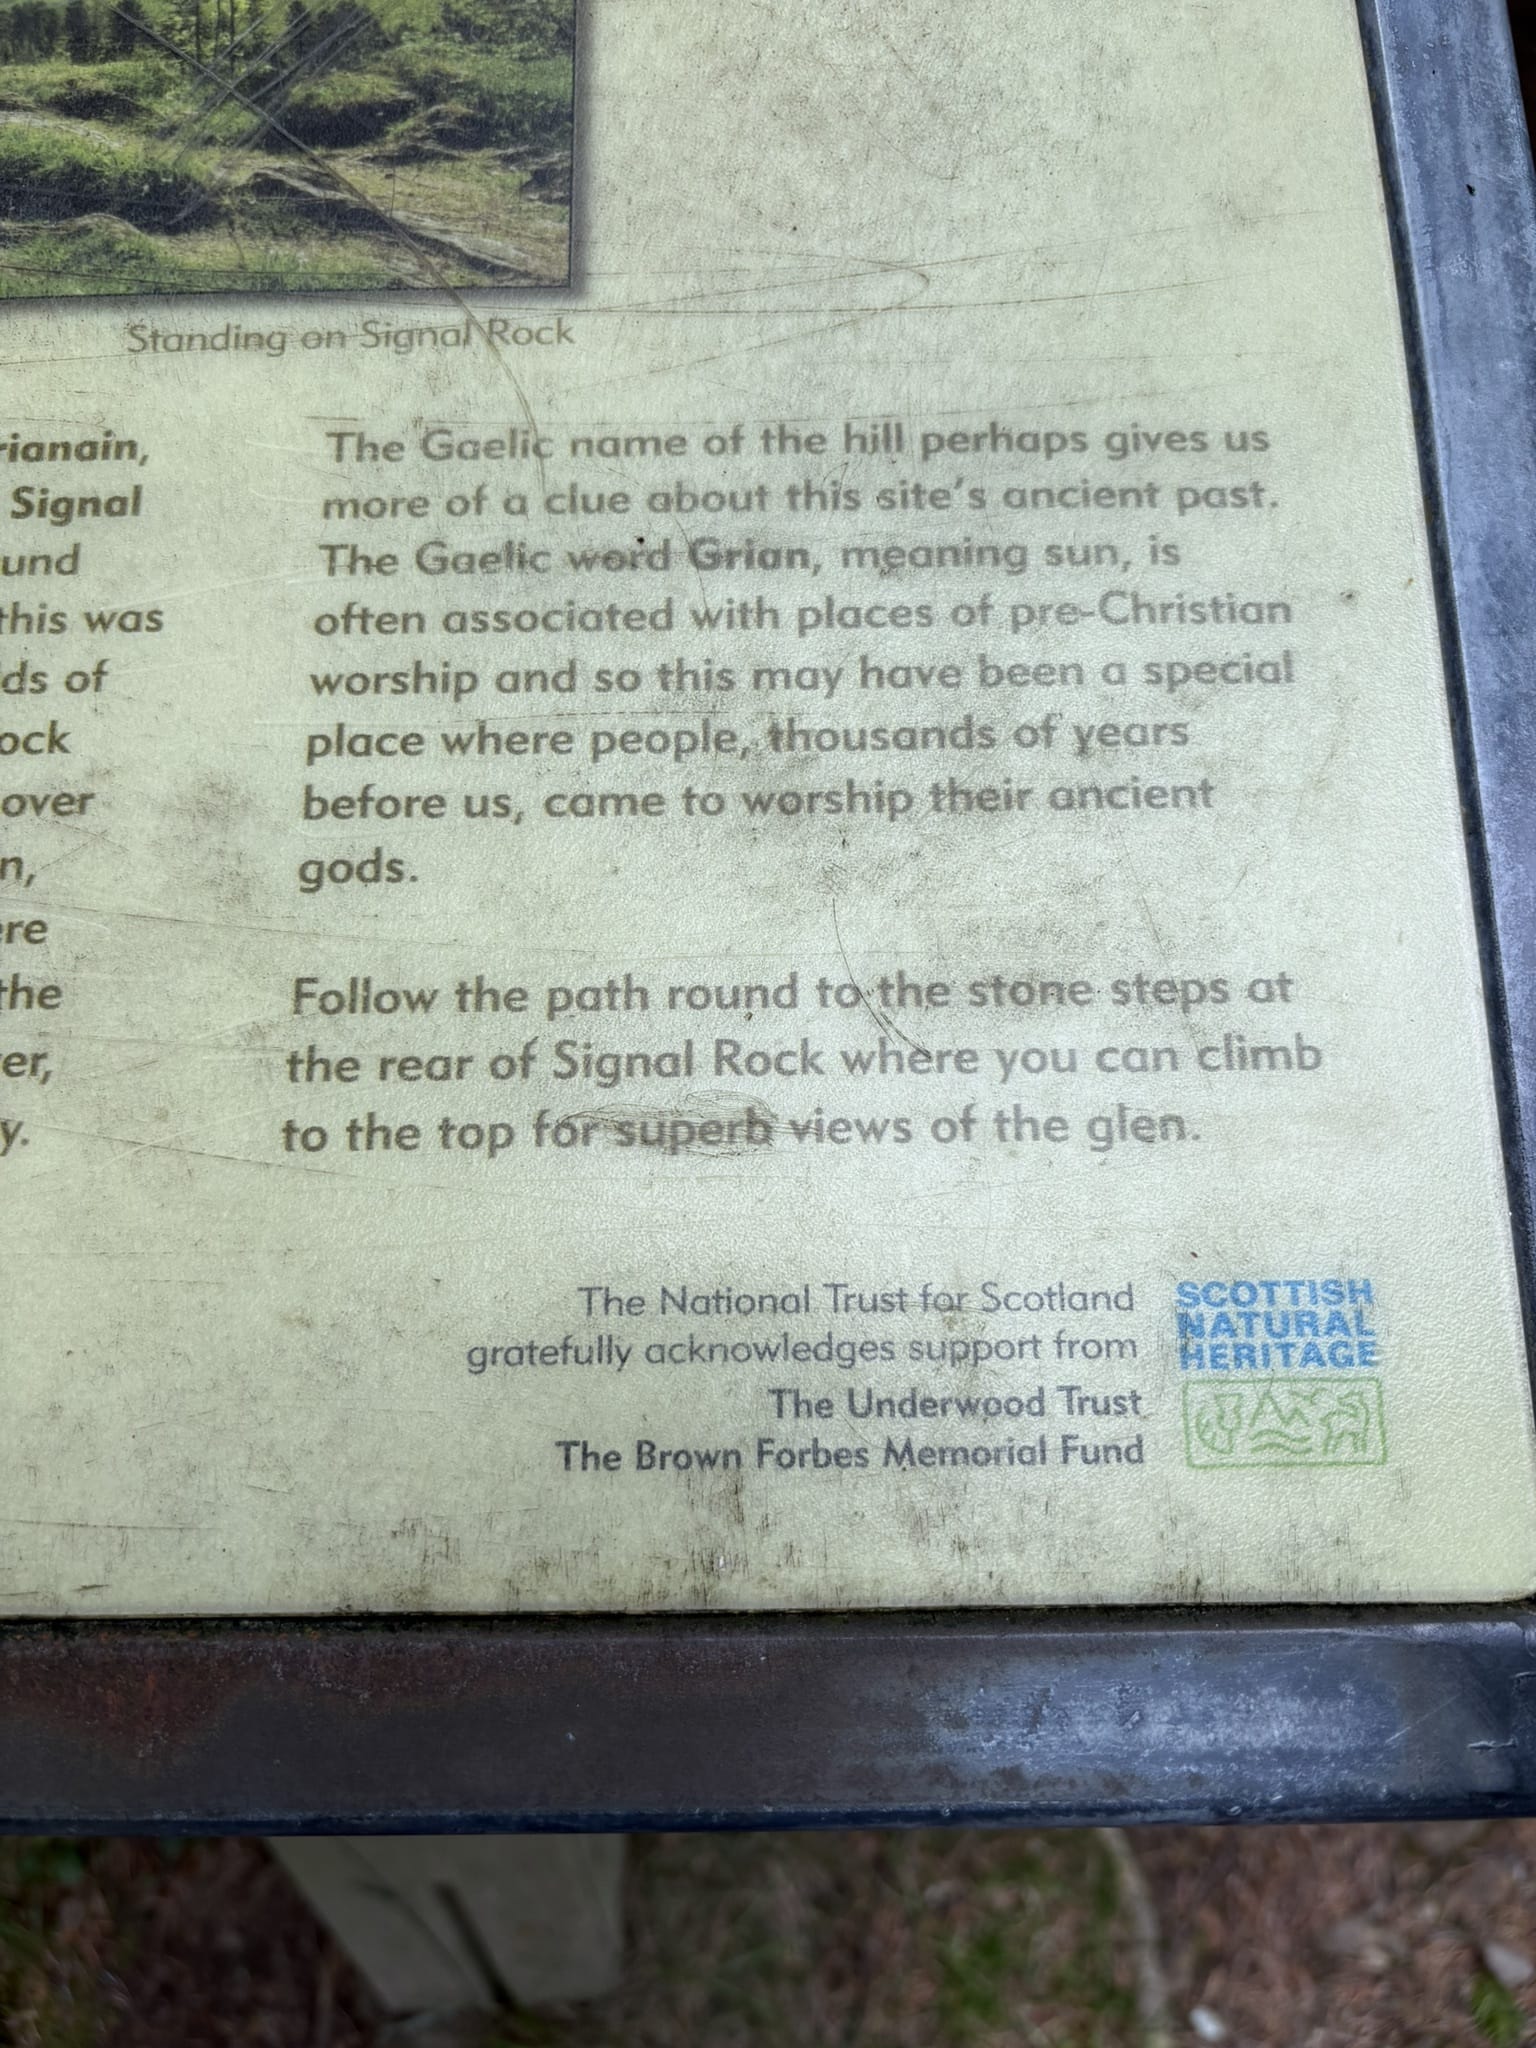 Standing on Signal Rock
rianain,
Signal
und
this was
ds of
ock
over
n,
ere
the
er,
y.
The Gaelic name of the hill perhaps gives us
more of a clue about this site's ancient past.
The Gaelic word Grian, meaning sun, is
often associated with places of pre-Christian
worship and so this may have been a special
place where people, thousands of years
before us, came to worship their ancient
gods.
Follow the path round to the stone steps at
the rear of Signal Rock where you can climb
to the top for superb views of the glen.
The National Trust for Scotland
gratefully acknowledges support from
The Underwood Trust
The Brown Forbes Memorial Fund
SCOTTISH
NATURAL
HERITAGE